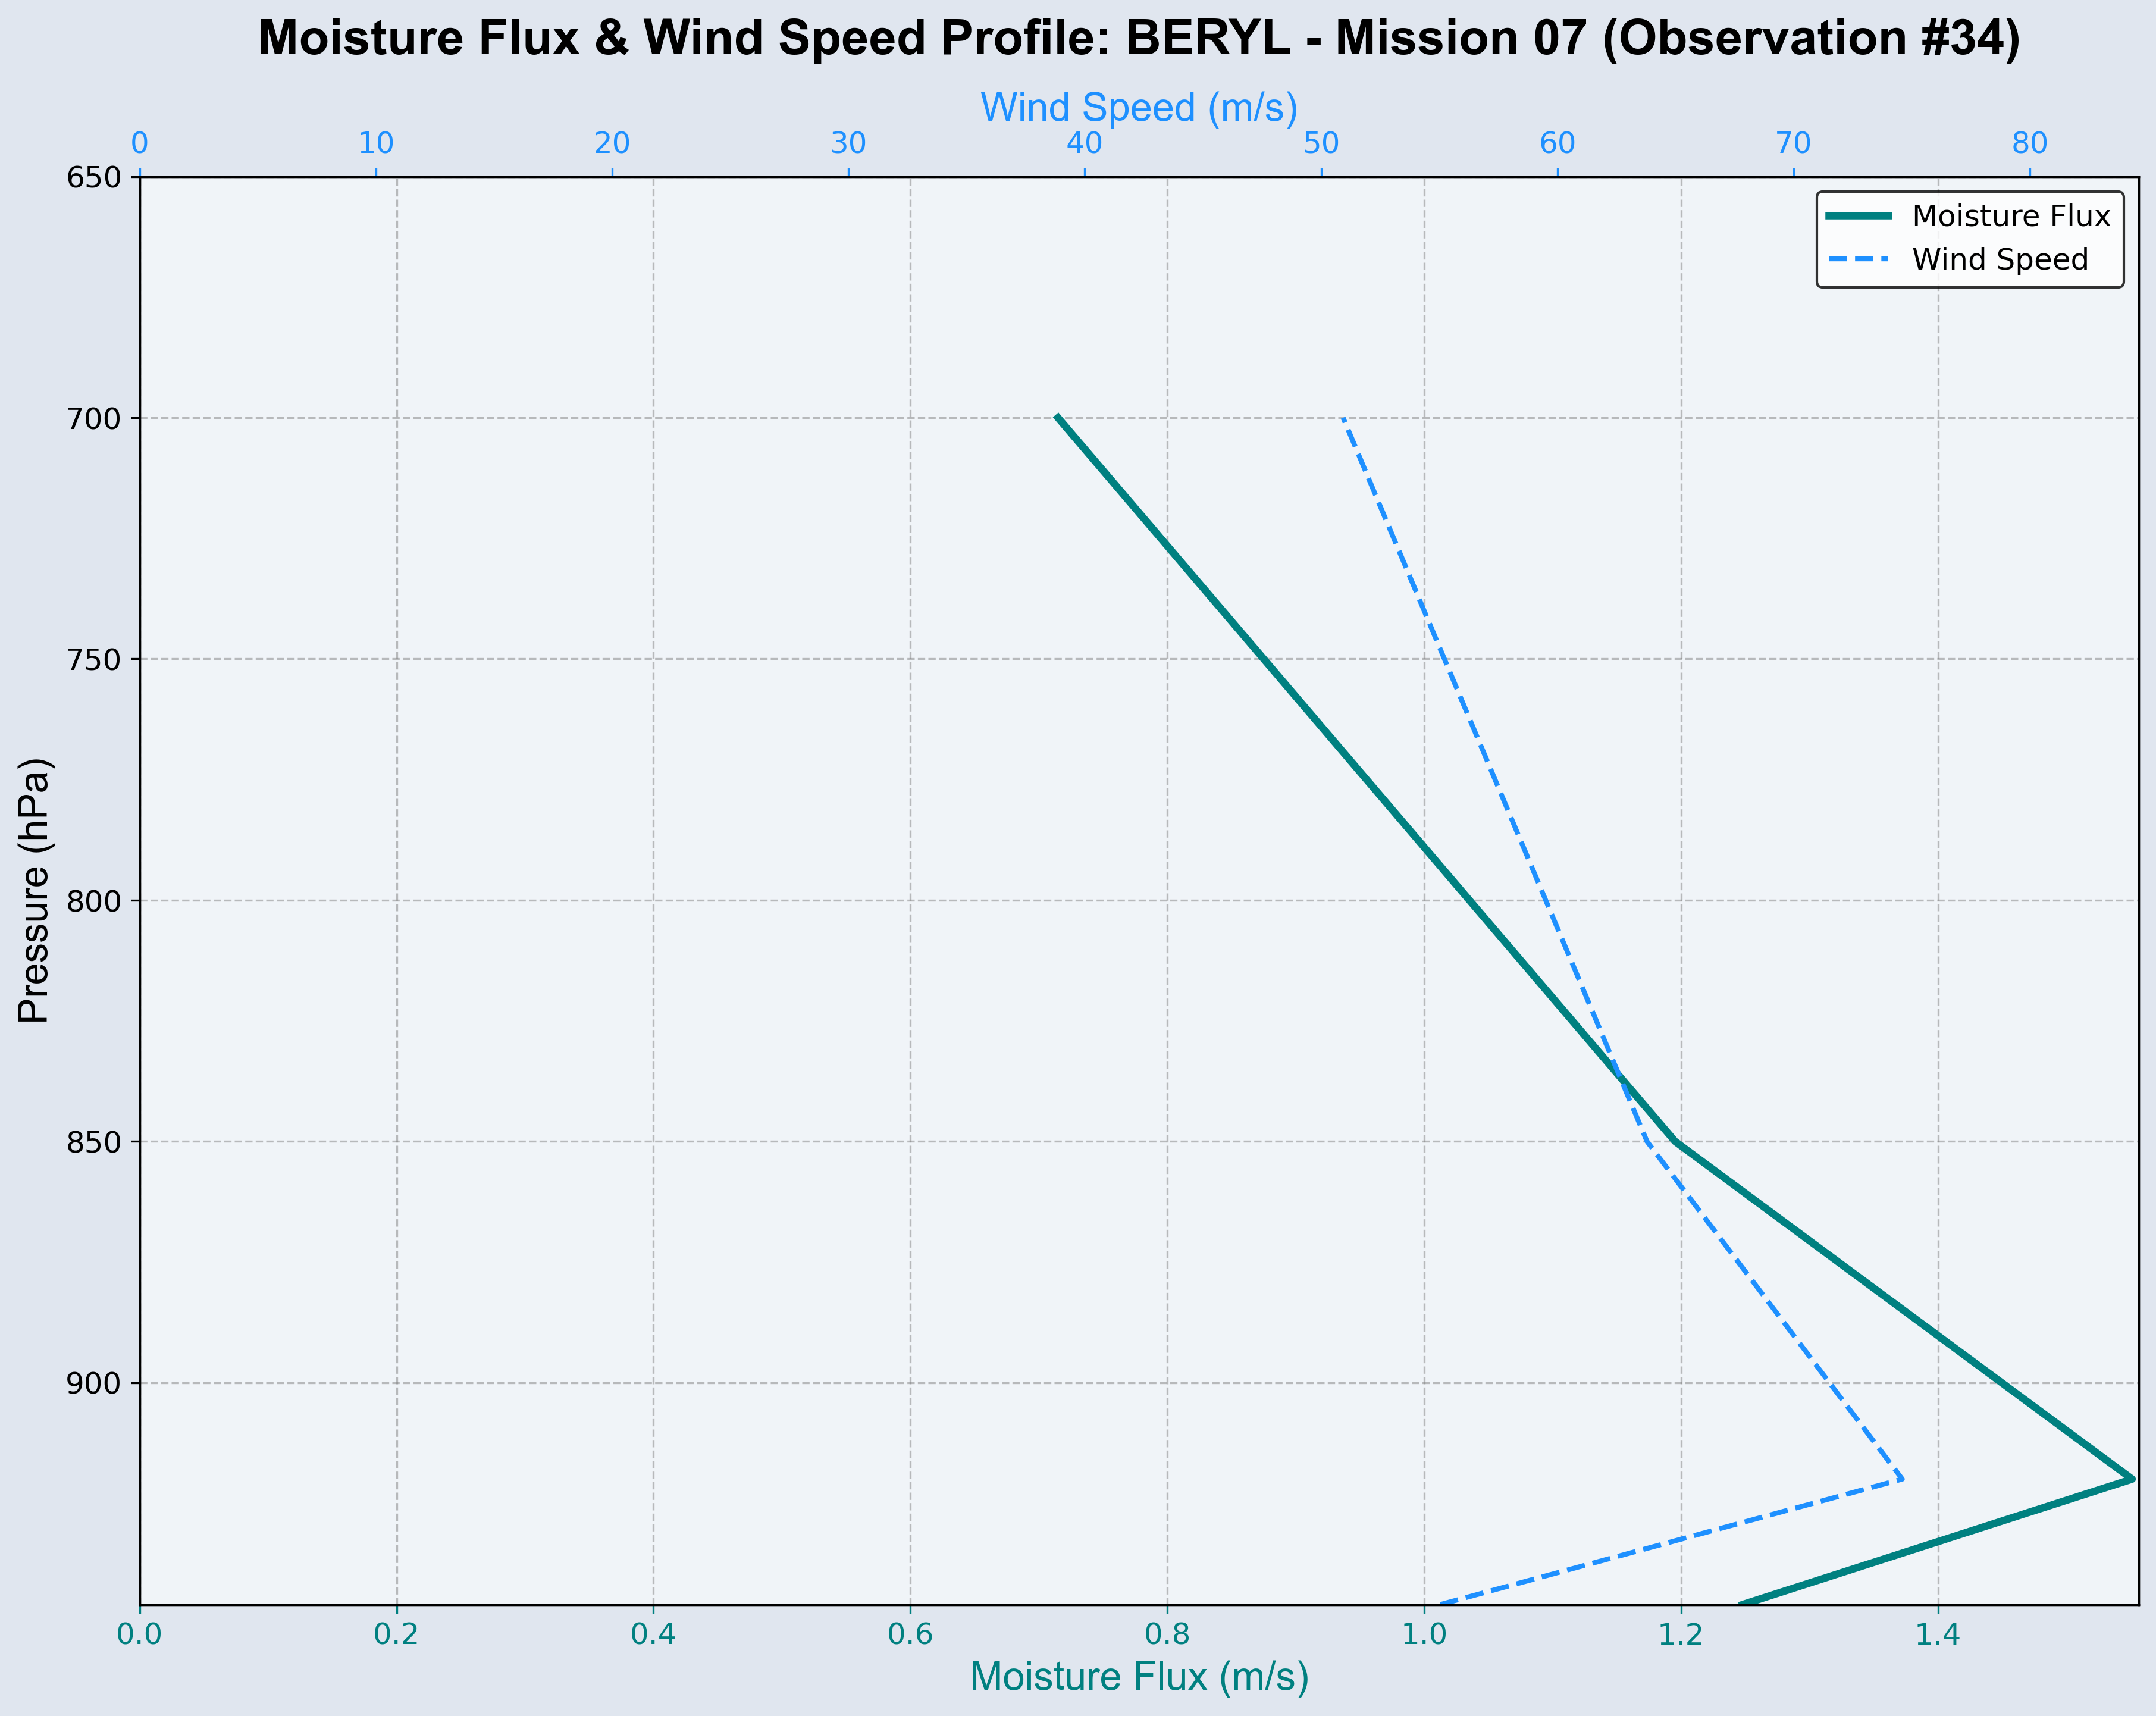 Moisture Flux & Wind Speed Profile: BERYL - Mission 07 (Observation #34)
Wind Speed (m/s)
0 10 20 30 40 50 60 70 80
Moisture Flux
Wind Speed
650
700
750
800
850
900
Pressure (hPa)
0.0 0.2 0.4 0.6 0.8 1.0 1.2 1.4
Moisture Flux (m/s)